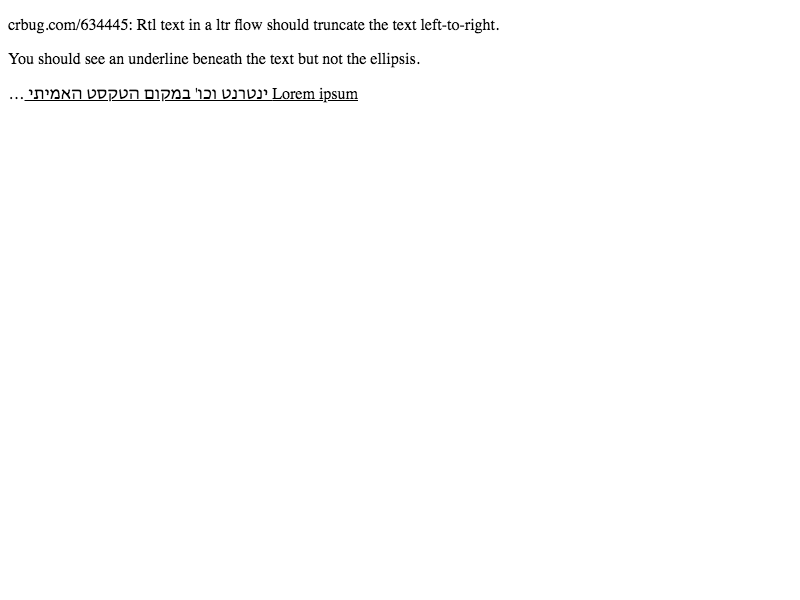 crbug.com/634445: Rtl text in a ltr flow should truncate the text left-to-right.
You should see an underline beneath the text but not the ellipsis.
Lorem ipsum ינטרנט וכו' במקום הטקסט האמיתי …